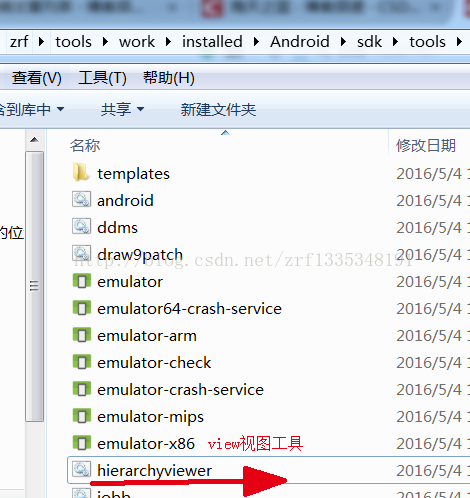 zrf ▸ tools ▸ work ▸ installed ▸ Android ▸ sdk ▸ tools ▸
查看(V) 工具(T) 帮助(H)
含到库中 共享 新建文件夹
名称 修改日期
templates 2016/5/4 1
android 2016/5/4 1
的位 ddms 2016/5/4 1
draw9patch 2016/5/4 1
http://blog.csdn.net/zrf1335348191
emulator 2016/5/4 1
emulator64-crash-service 2016/5/4 1
emulator-arm 2016/5/4 1
emulator-check 2016/5/4 1
emulator-crash-service 2016/5/4 1
emulator-mips 2016/5/4 1
emulator-x86 view视图工具 2016/5/4 1
hierarchyviewer 2016/5/4 1